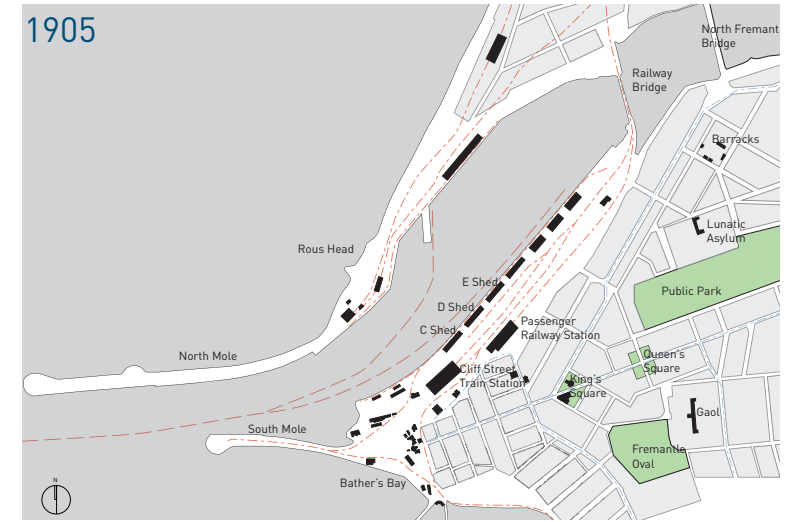 1905
North Fremant
Bridge
Railway
Bridge
Barracks
Lunatic
Asylum
Rous Head
E Shed
Public Park
D Shed
Passenger
Railway Station
C Shed
North Mole
Queen's
Square
Cliff Street
Train Station
King's
Square
Gaol
South Mole
Fremantle
Oval
Bather's Bay
N